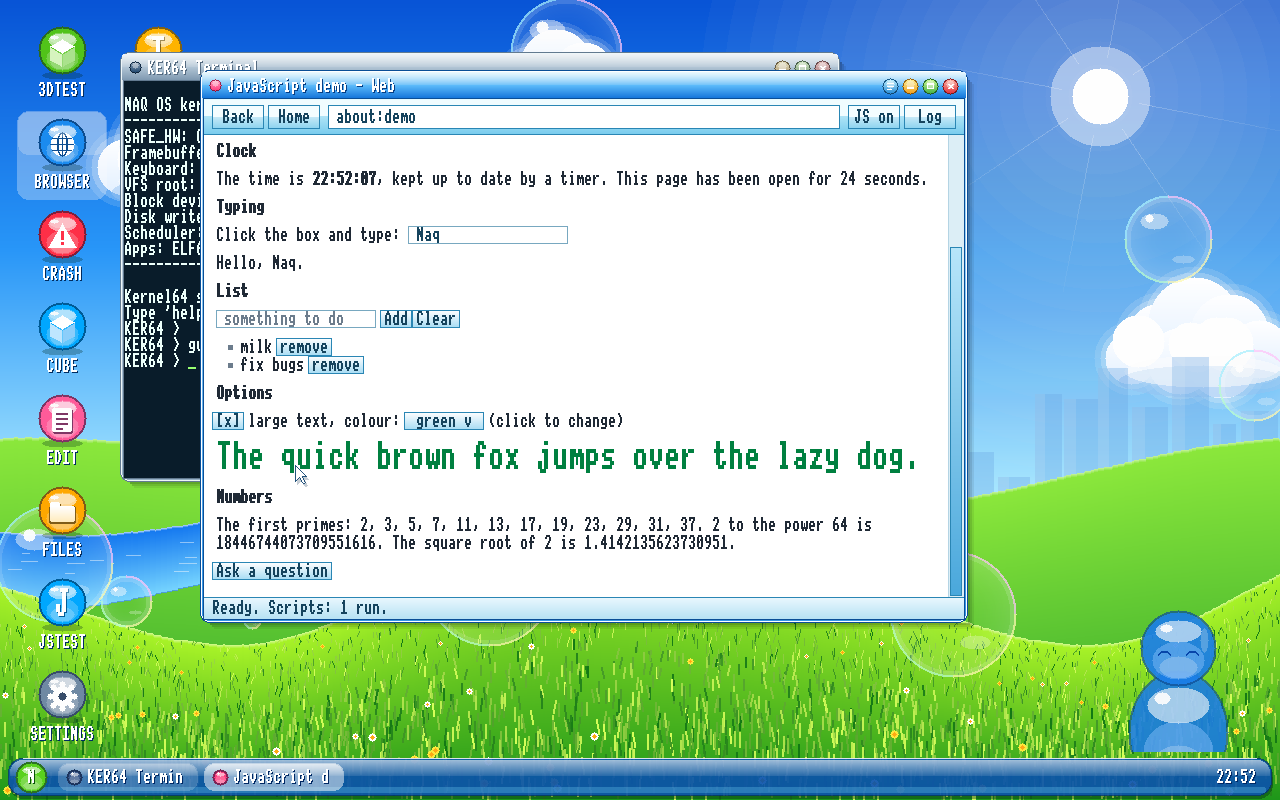 3DTEST
BROWSER
CRASH
CUBE
EDIT
FILES
JSTEST
SETTINGS
T
KER64 Terminal
NAQ OS
SAFE_HW:
Keyboard:
VFS root:
Scheduler:
Apps:
Kernel64
Type 'help
KER64 >
KER64 > gu
KER64 > _
JavaScript demo - Web
Back Home about:demo JS on Log
Clock
The time is 22:52:07, kept up to date by a timer. This page has been open for 24 seconds.
Typing
Click the box and type: Naq
Hello, Naq.
List
something to do Add|Clear
milk remove
fix bugs remove
Options
[x] large text, colour: green v (click to change)
The quick brown fox jumps over the lazy dog.
Numbers
The first primes: 2, 3, 5, 7, 11, 13, 17, 19, 23, 29, 31, 37. 2 to the power 64 is
18446744073709551616. The square root of 2 is 1.4142135623730951.
Ask a question
Ready. Scripts: 1 run.
N KER64 Termin JavaScript d 22:52